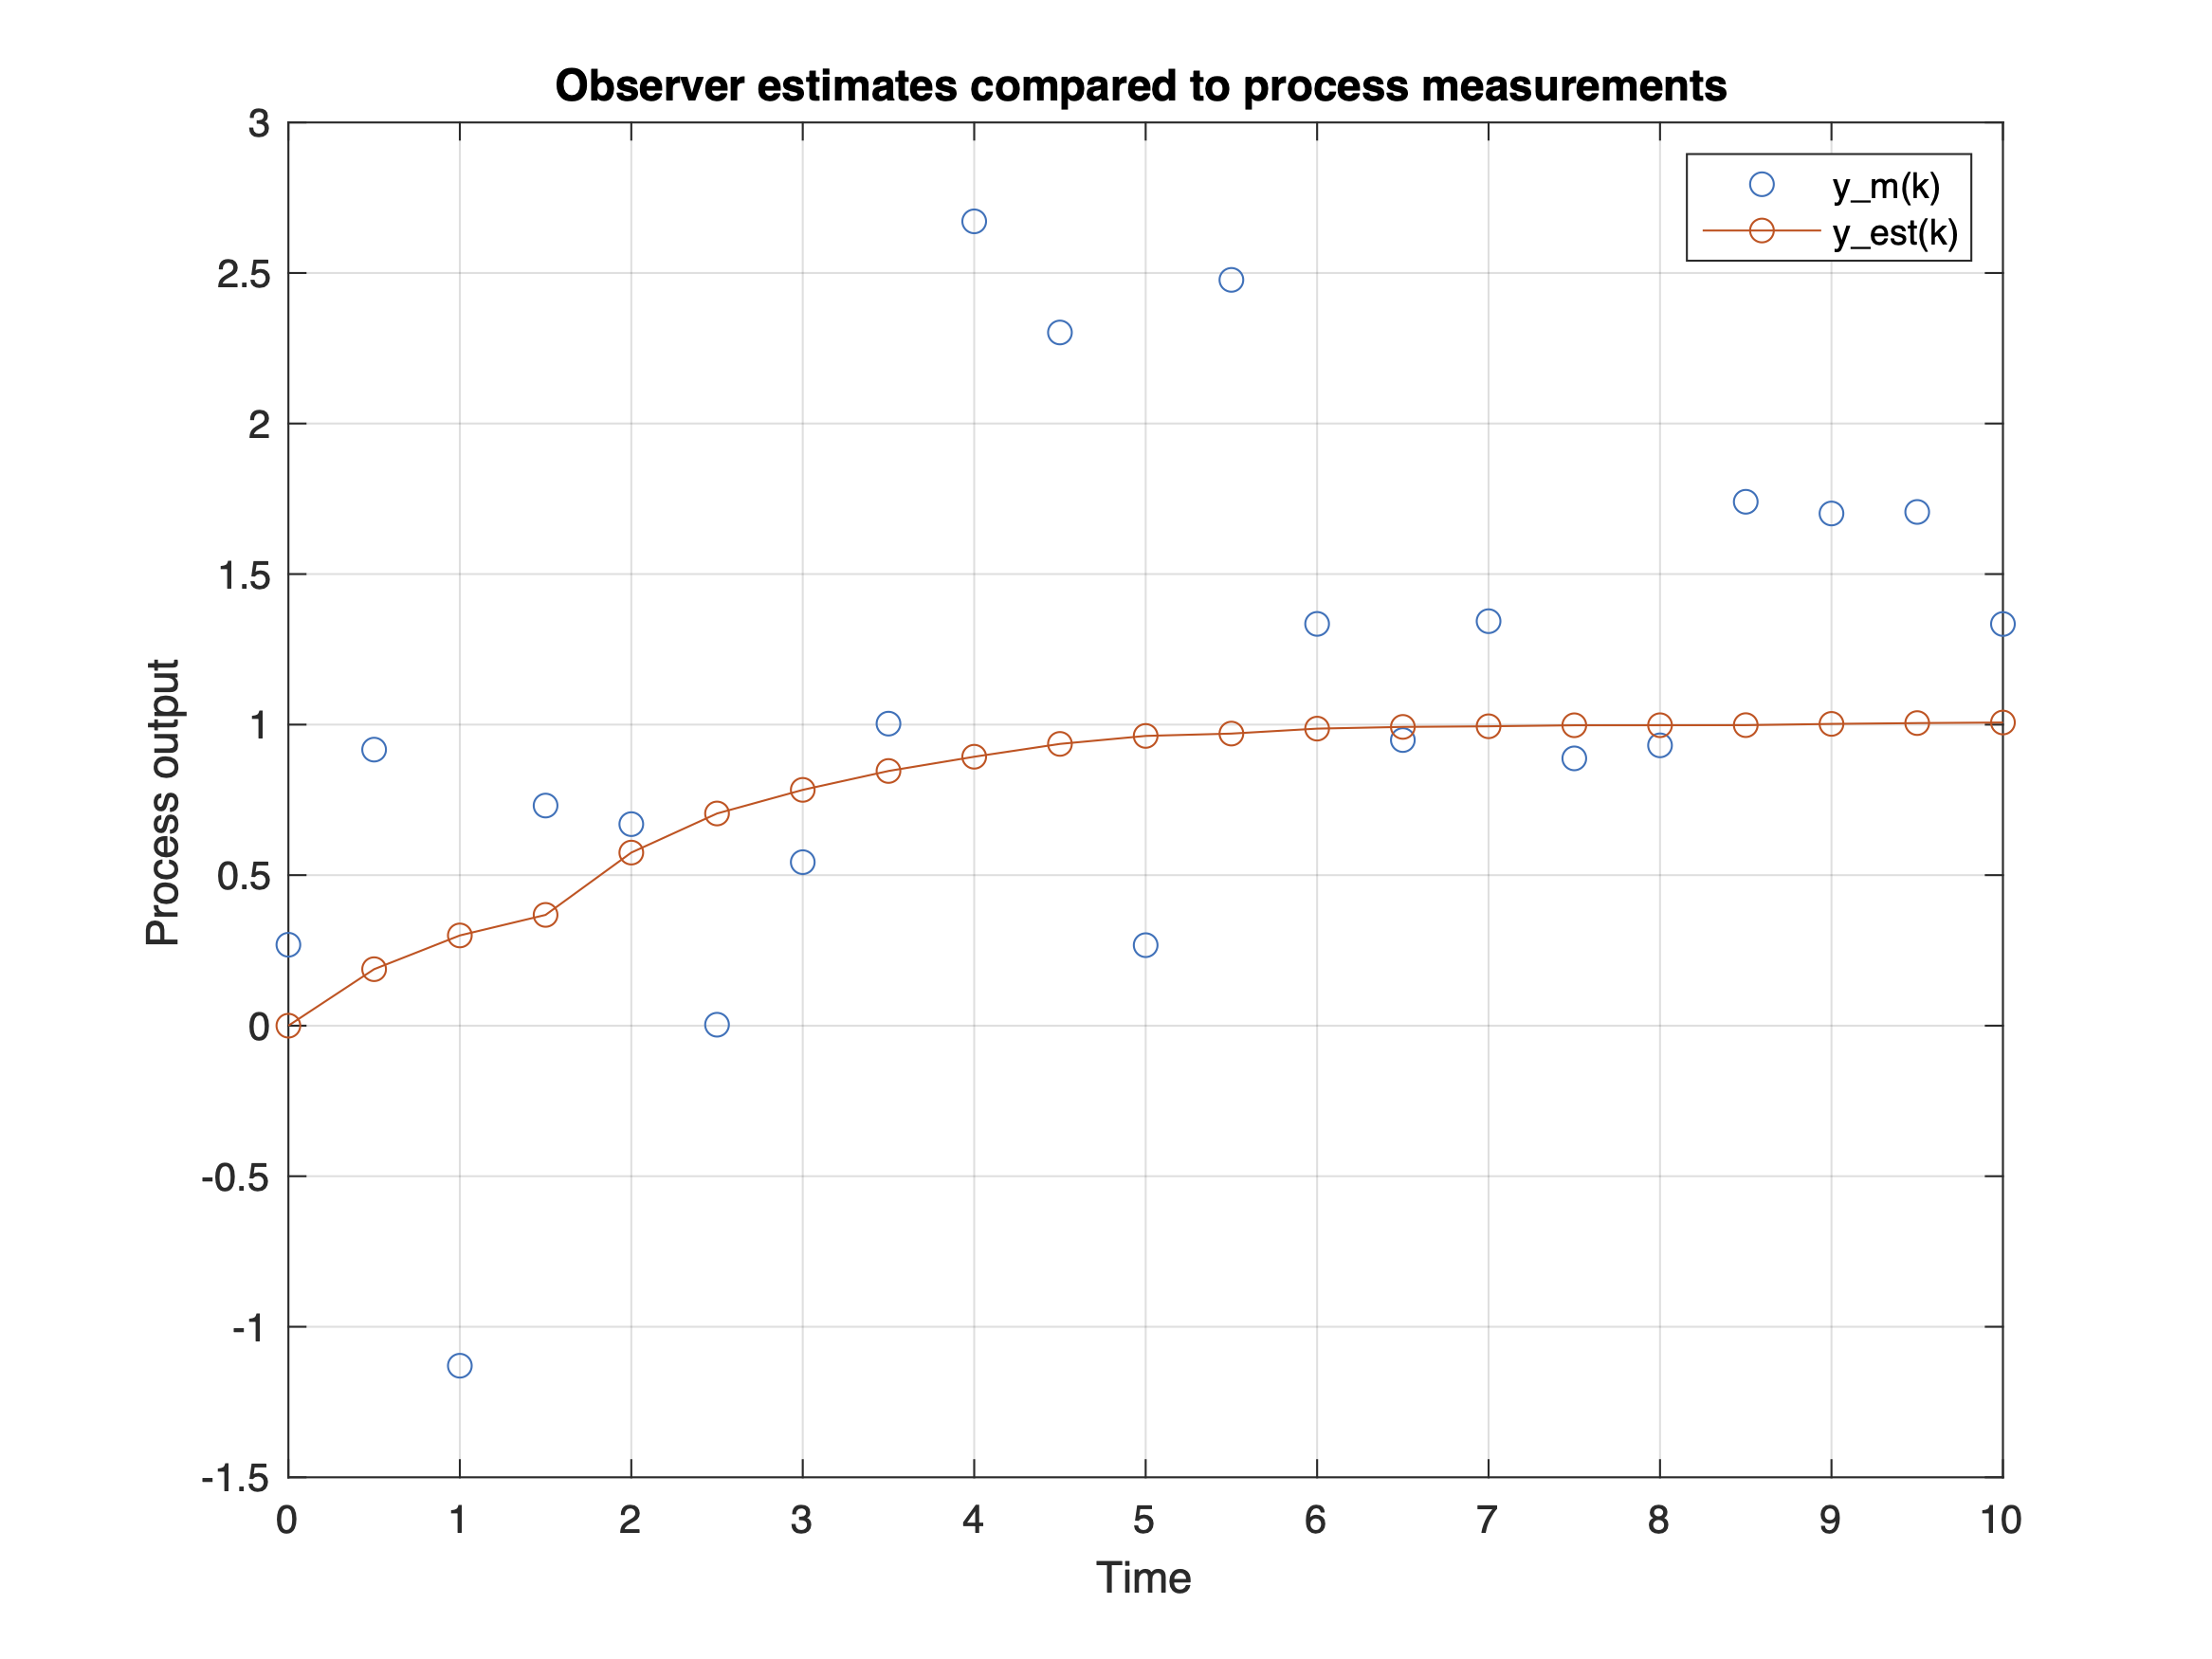 Observer estimates compared to process measurements
3
2.5
2
1.5
1
0.5
0
-0.5
-1
-1.5
Process output
y_m(k)
y_est(k)
0 1 2 3 4 5 6 7 8 9 10
Time